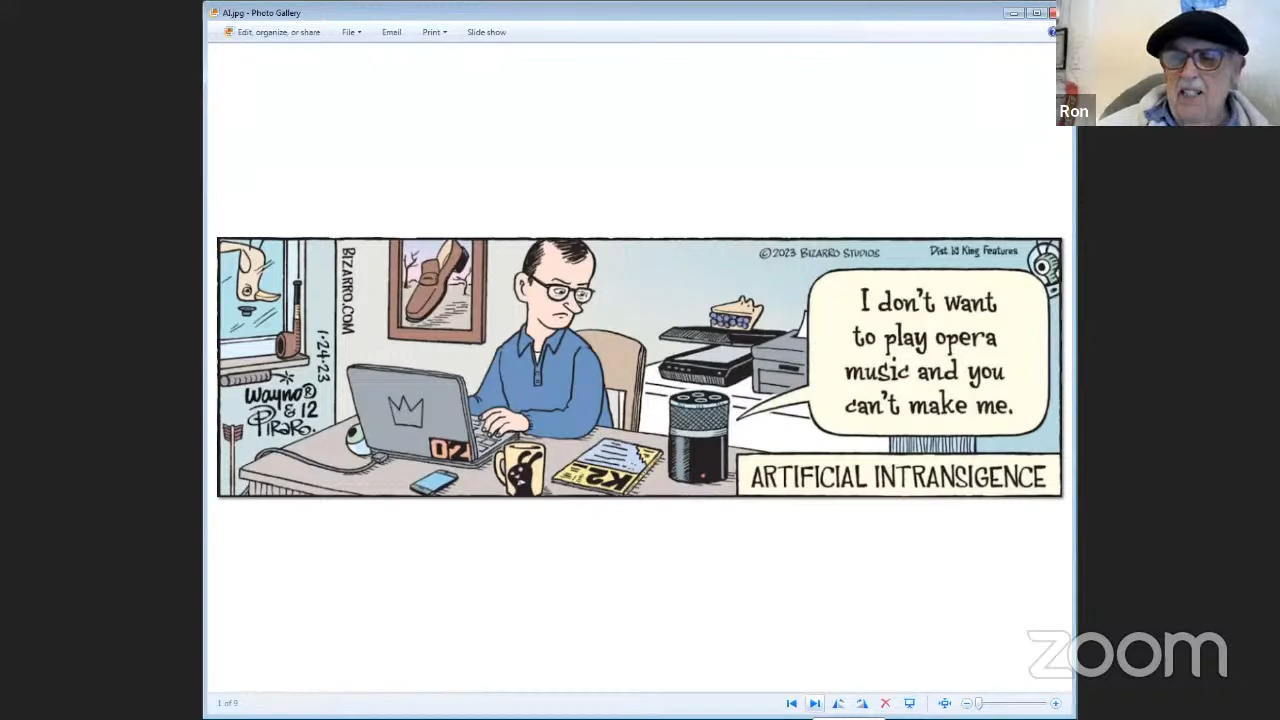 AI.jpg - Photo Gallery
Edit, organize, or share File Email Print Slide show
Ron
BIZARRO.COM
1·24·23
Wayno®
& 12
PiRARO.
©2023 BIZARRO STUDIOS
Dist by King Features
I don't want
to play opera
music and you
can't make me.
O2
K2
ARTIFICIAL INTRANSIGENCE
zoom
1 of 9